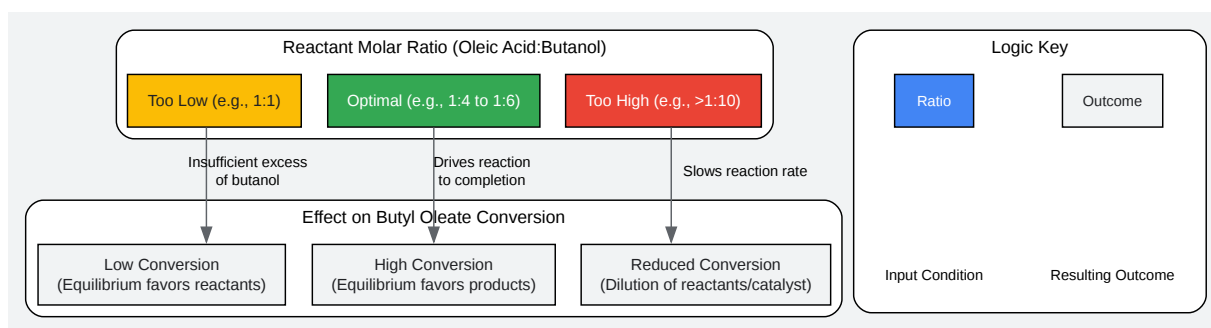 Reactant Molar Ratio (Oleic Acid:Butanol)
Too Low (e.g., 1:1)
Optimal (e.g., 1:4 to 1:6)
Too High (e.g., >1:10)
Insufficient excess
of butanol
Drives reaction
to completion
Slows reaction rate
Effect on Butyl Oleate Conversion
Low Conversion
(Equilibrium favors reactants)
High Conversion
(Equilibrium favors products)
Reduced Conversion
(Dilution of reactants/catalyst)
Logic Key
Ratio
Outcome
Input Condition
Resulting Outcome